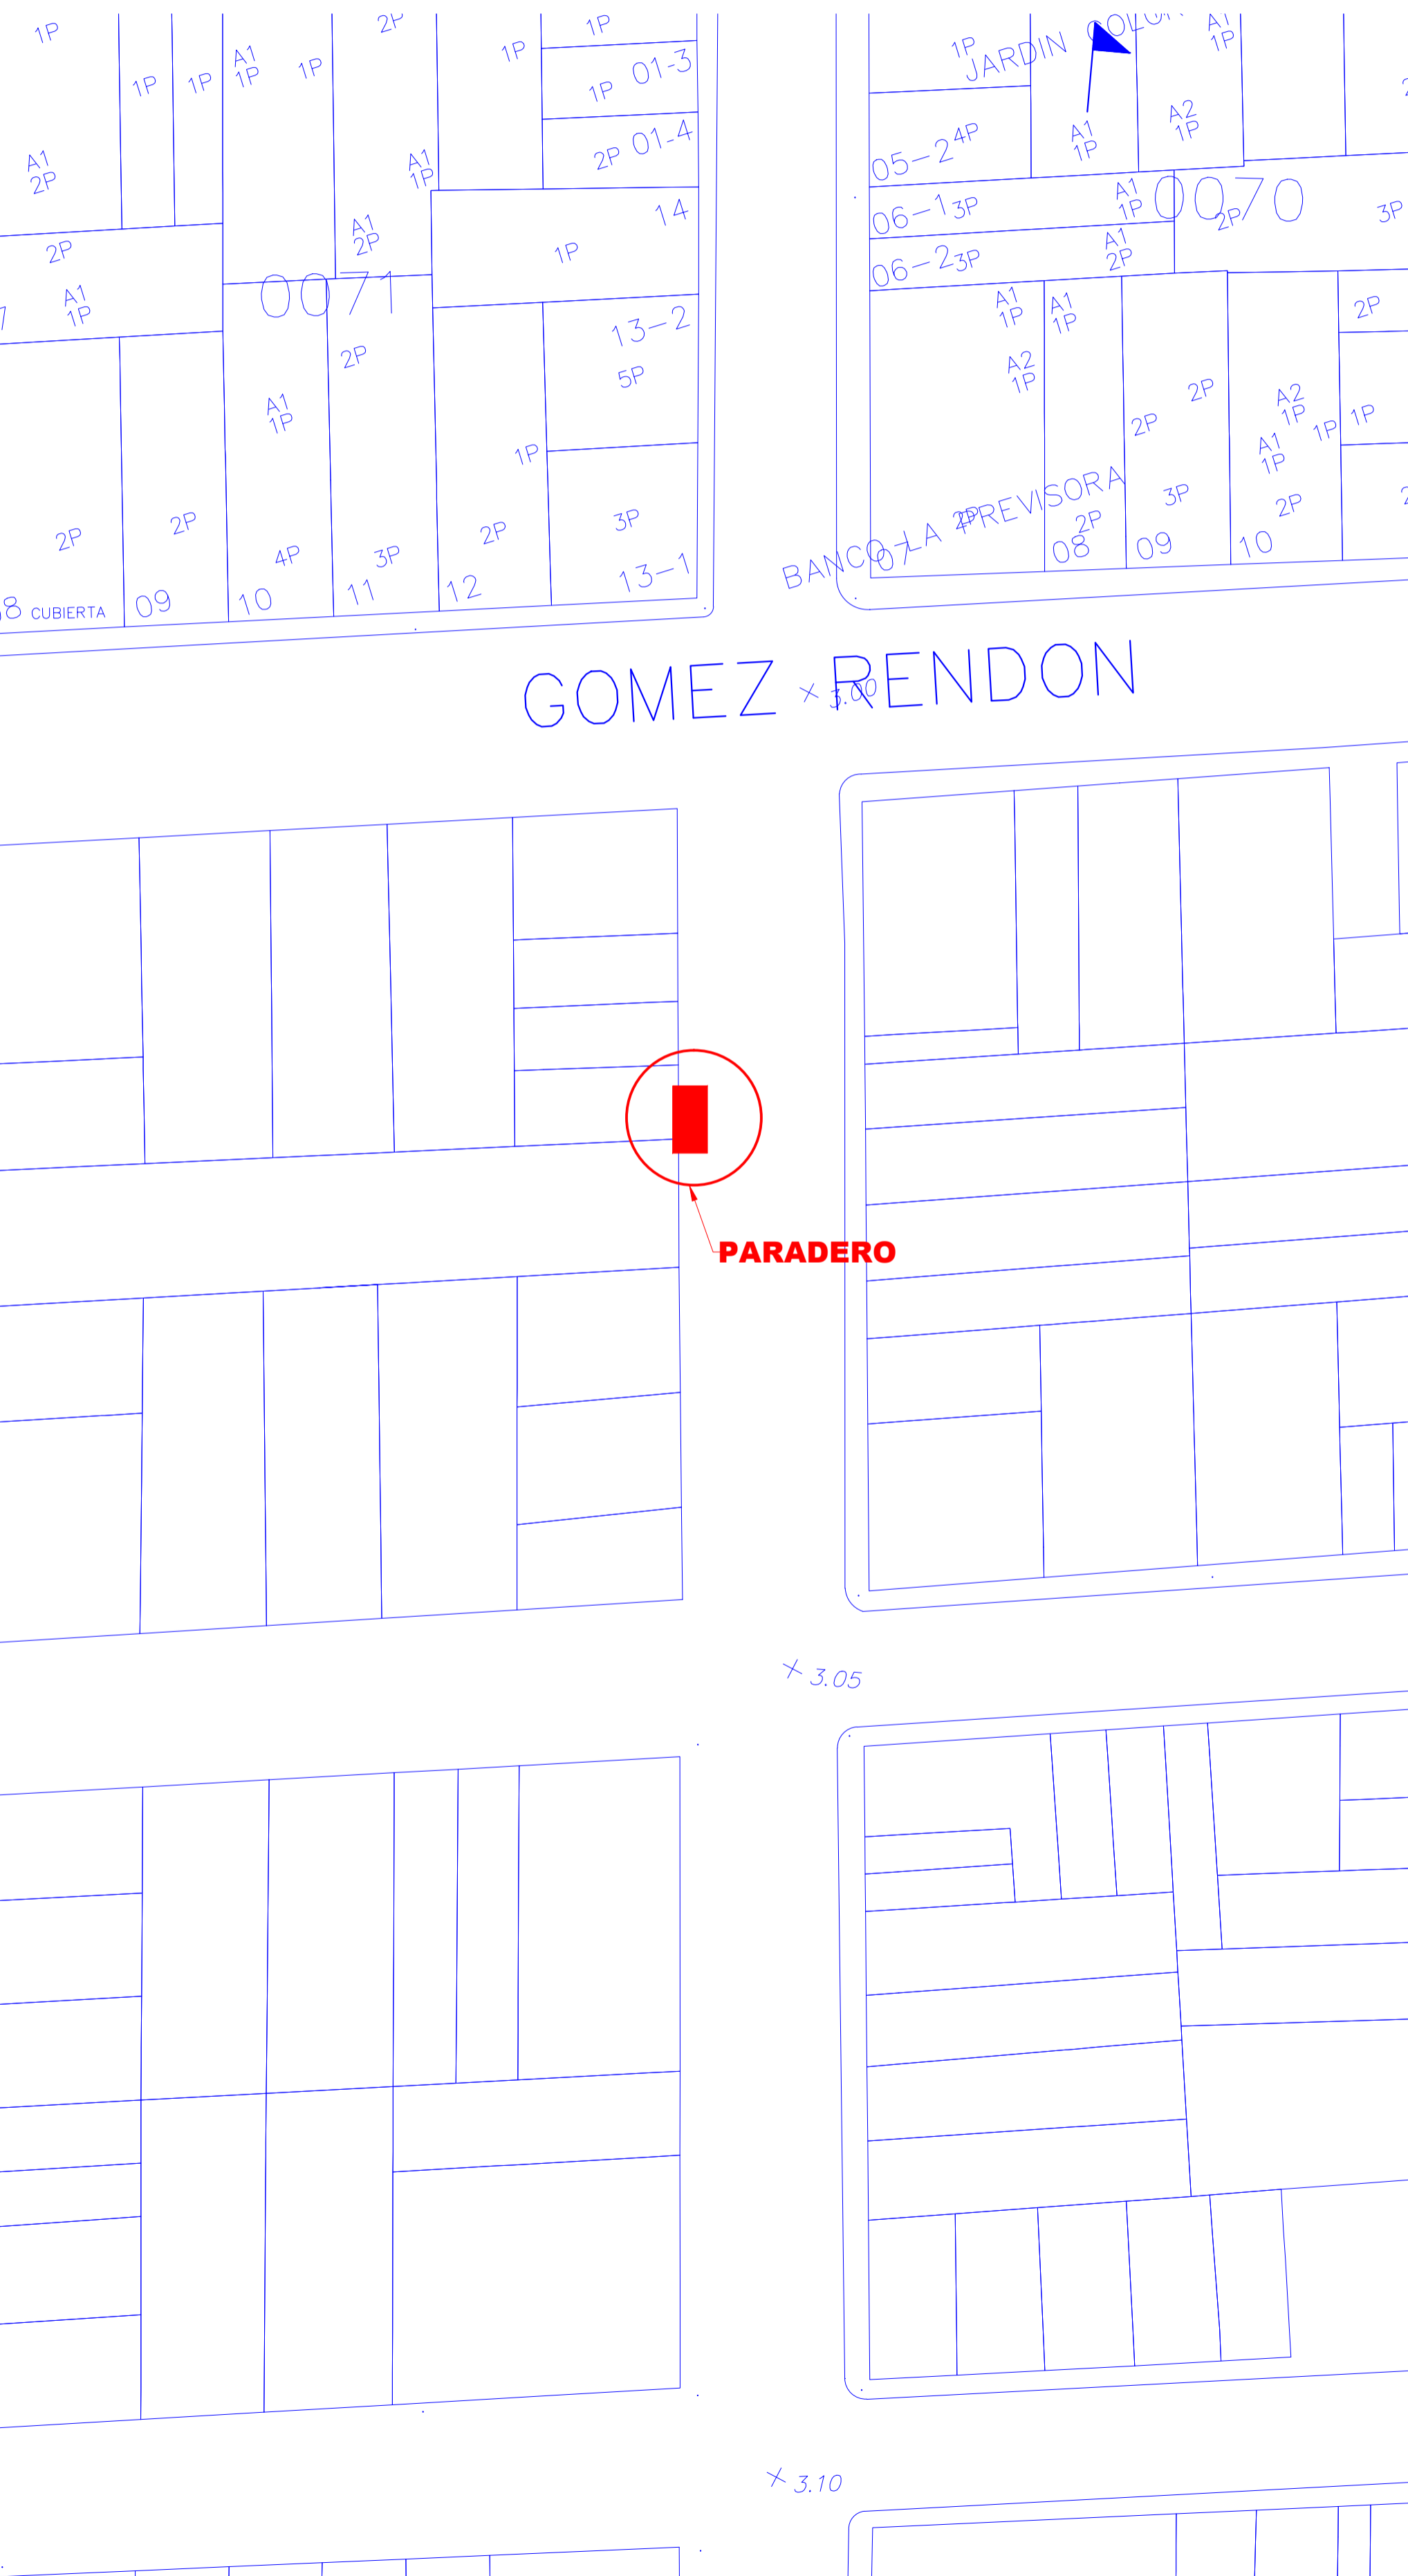 1P
2P
1P
1P
1P
A1
1P
1P
1P
01-3
1P
A1
2P
A1
1P
2P 01-4
14
A1
2P
1P
2P
A1
1P
0071
13-2
5P
2P
A1
1P
1P
2P
2P
4P
3P
2P
3P
13-1
CUBIERTA
09
10
11
12
1P
JARDIN
A1
1P
05-2
4P
A1
1P
A2
1P
06-1
3P
A1
1P
0070
2P
3P
06-2
3P
A1
2P
A1
1P
A1
1P
2P
A2
1P
2P
2P
A2
1P
1P
1P
A1
1P
BANCO LA PREVISORA
2P
2P
3P
2P
07
08
09
10
GOMEZ RENDON
3.00
PARADERO
3.05
3.10